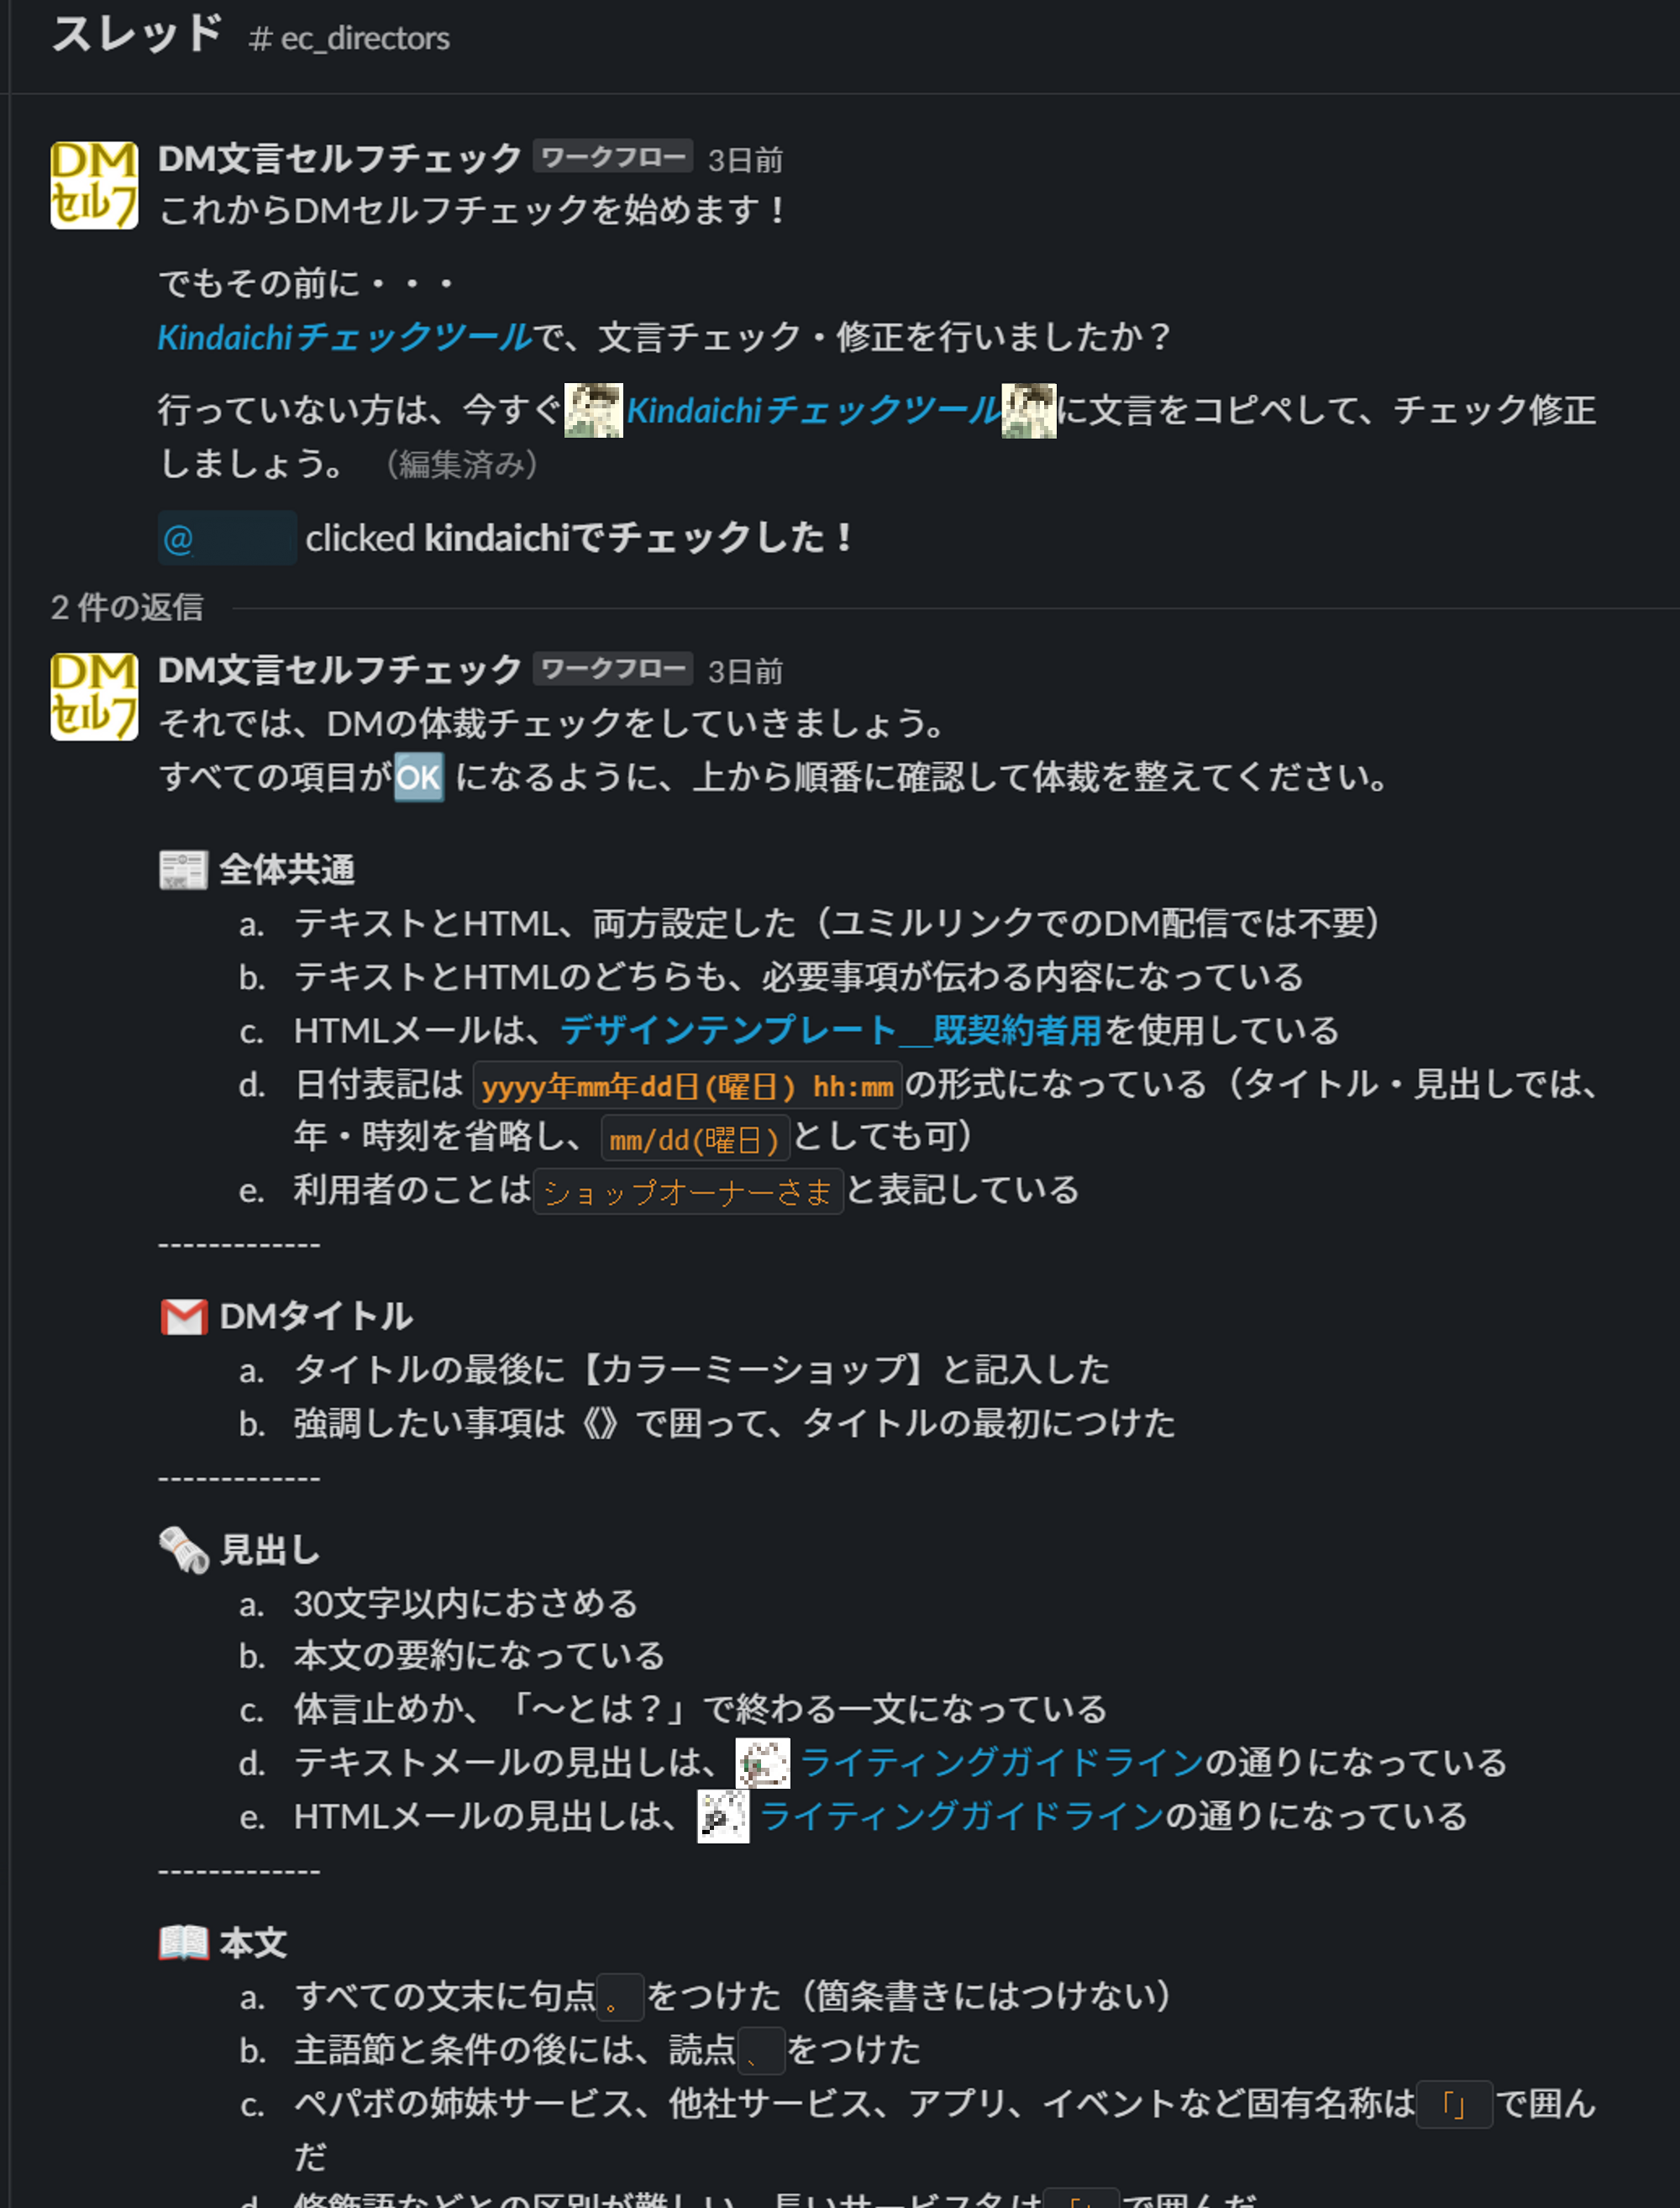 スレッド # ec_directors
DM文言セルフチェック ワークフロー 3日前
DM
セルフ
これからDMセルフチェックを始めます！
でもその前に・・・
Kindaichiチェックツールで、文言チェック・修正を行いましたか？
行っていない方は、今すぐKindaichiチェックツールに文言をコピペして、チェック修正
しましょう。（編集済み）
@ clicked kindaichiでチェックした！
2 件の返信
DM文言セルフチェック ワークフロー 3日前
DM
セルフ
それでは、DMの体裁チェックをしていきましょう。
すべての項目がOK になるように、上から順番に確認して体裁を整えてください。
全体共通
a. テキストとHTML、両方設定した（ユミルリンクでのDM配信では不要）
b. テキストとHTMLのどちらも、必要事項が伝わる内容になっている
c. HTMLメールは、デザインテンプレート__既契約者用を使用している
d. 日付表記は yyyy年mm年dd日(曜日) hh:mm の形式になっている（タイトル・見出しでは、
年・時刻を省略し、 mm/dd(曜日) としても可）
e. 利用者のことは ショップオーナーさま と表記している
-------------
DMタイトル
a. タイトルの最後に【カラーミーショップ】と記入した
b. 強調したい事項は《》で囲って、タイトルの最初につけた
-------------
見出し
a. 30文字以内におさめる
b. 本文の要約になっている
c. 体言止めか、「〜とは？」で終わる一文になっている
d. テキストメールの見出しは、 ライティングガイドラインの通りになっている
e. HTMLメールの見出しは、 ライティングガイドラインの通りになっている
-------------
本文
a. すべての文末に句点 。 をつけた（箇条書きにはつけない）
b. 主語節と条件の後には、読点 、 をつけた
c. ペパボの姉妹サービス、他社サービス、アプリ、イベントなど固有名称は 「」 で囲ん
だ
d. 修飾語などとの区別が難しい、長いサービス名は 「」 で囲んだ